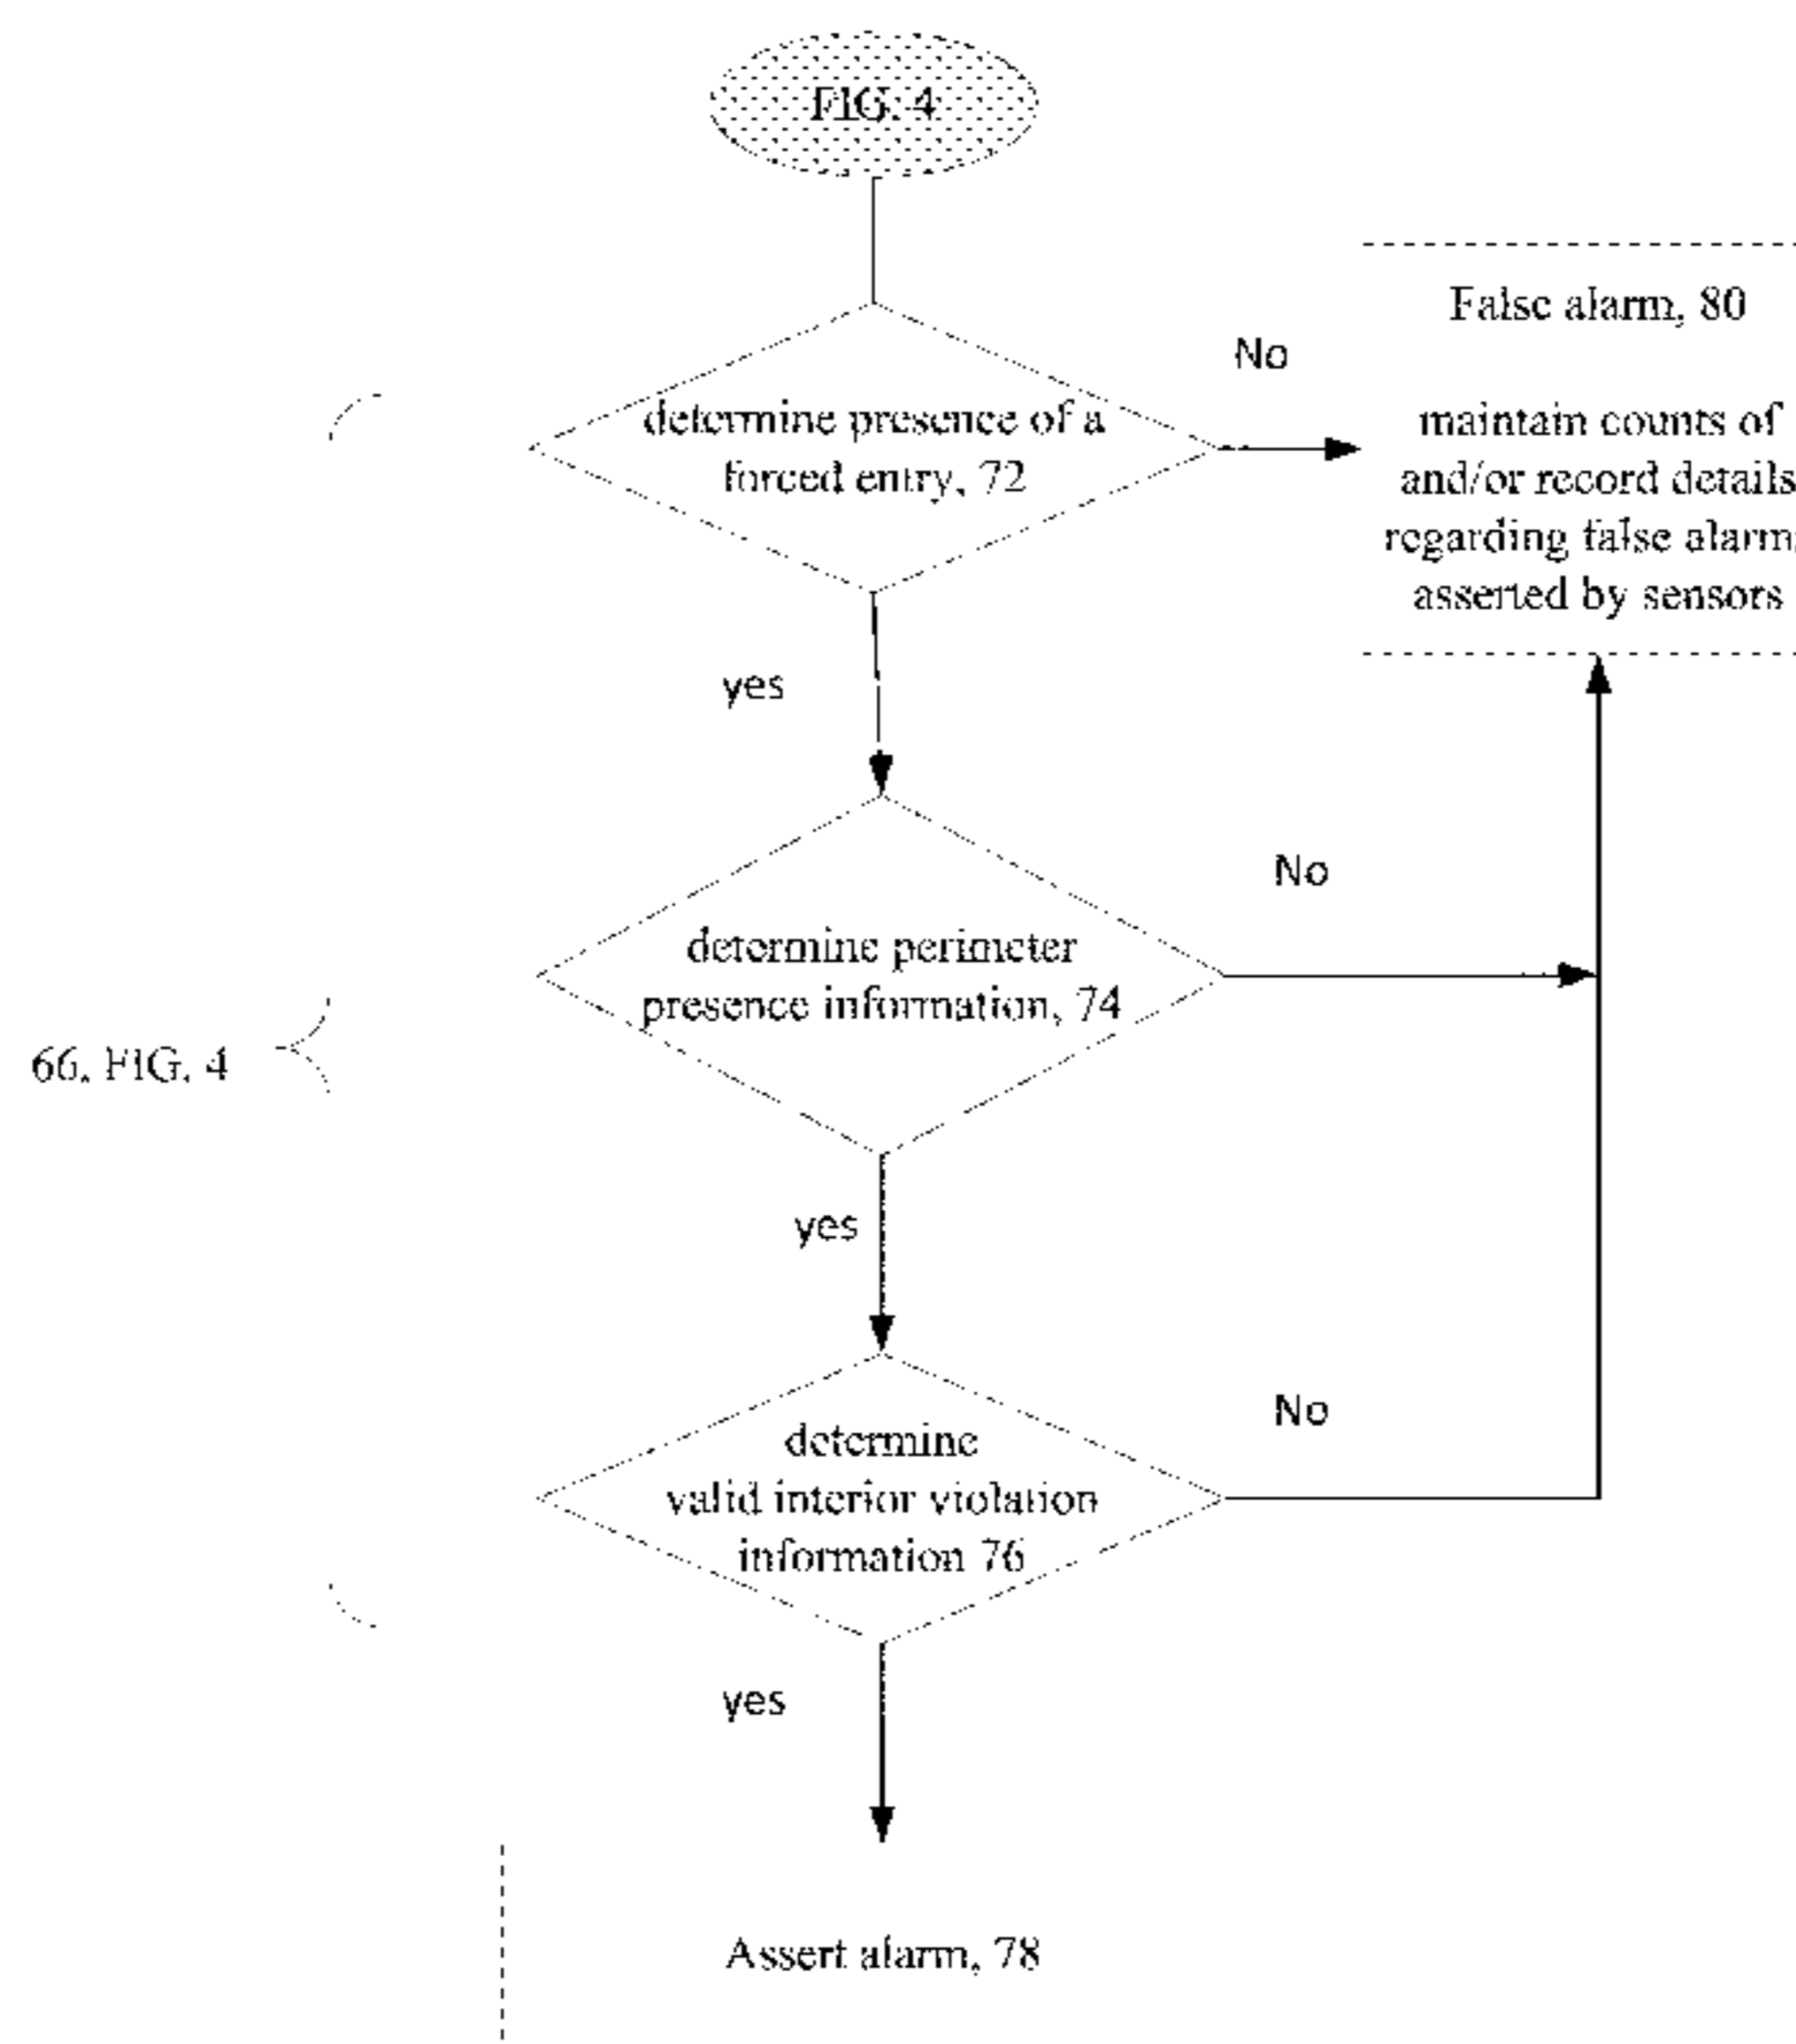 FIG. 4
False alarm, 80
No
determine presence of a
forced entry, 72
maintain counts of
and/or record details
regarding false alarms
asserted by sensors
yes
No
determine perimeter
presence information, 74
66, FIG. 4
yes
No
determine
valid interior violation
information 76
yes
Assert alarm, 78